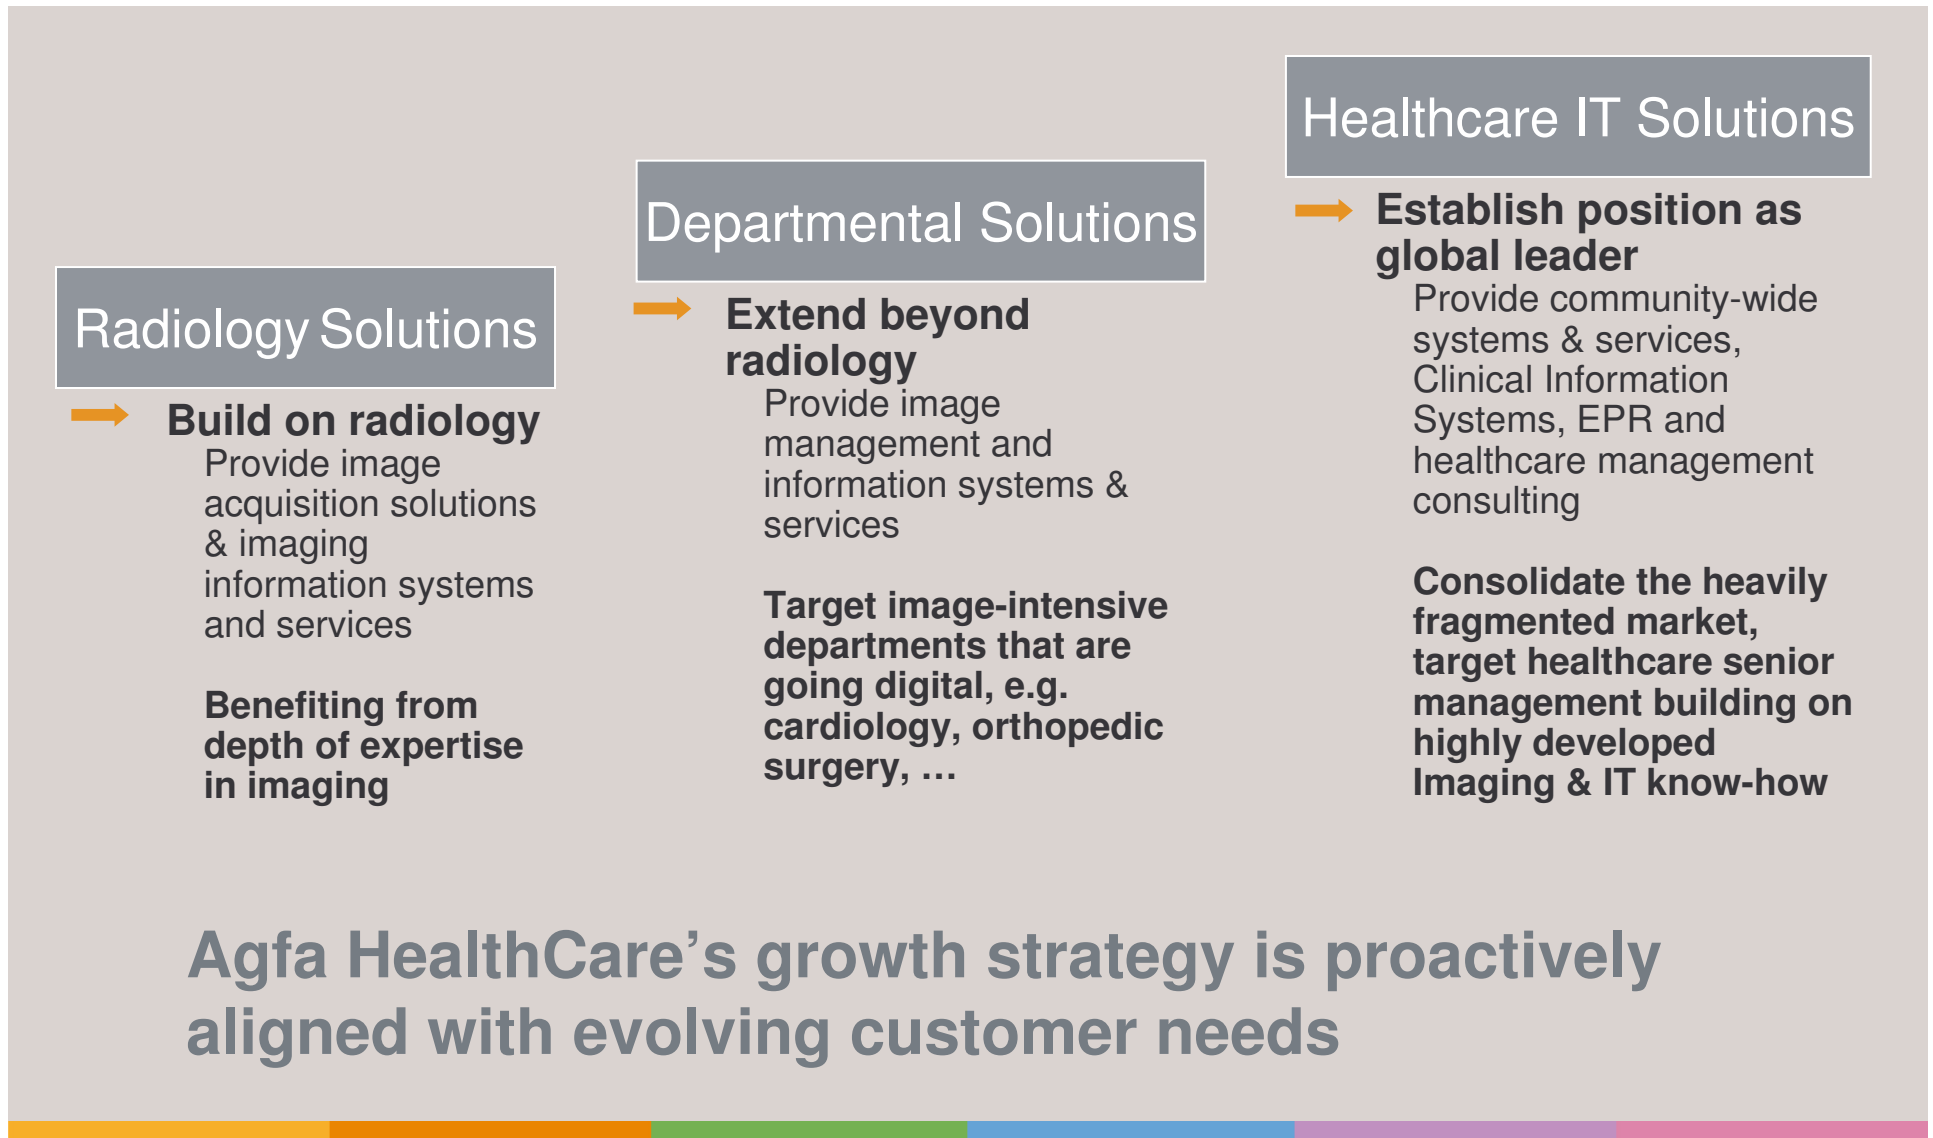 Radiology Solutions
Build on radiology
Provide image
acquisition solutions
& imaging
information systems
and services
Benefiting from
depth of expertise
in imaging
Departmental Solutions
Extend beyond
radiology
Provide image
management and
information systems &
services
Target image-intensive
departments that are
going digital, e.g.
cardiology, orthopedic
surgery, …
Healthcare IT Solutions
Establish position as
global leader
Provide community-wide
systems & services,
Clinical Information
Systems, EPR and
healthcare management
consulting
Consolidate the heavily
fragmented market,
target healthcare senior
management building on
highly developed
Imaging & IT know-how
Agfa HealthCare’s growth strategy is proactively
aligned with evolving customer needs